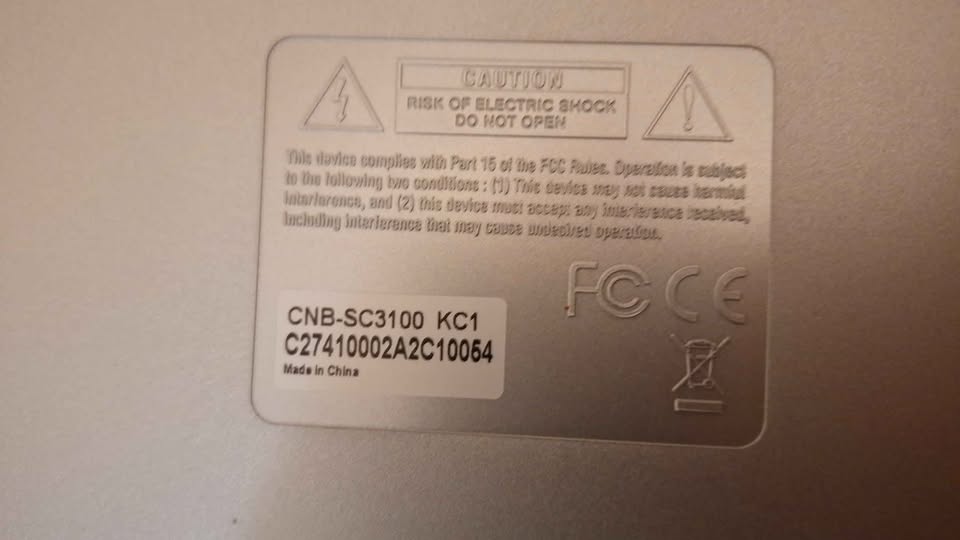 CAUTION
RISK OF ELECTRIC SHOCK
DO NOT OPEN
This device complies with Part 15 of the FCC Rules. Operation is subject
to the following two conditions : (1) This device may not cause harmful
interference, and (2) this device must accept any interference received,
including interference that may cause undesired operation.
FC CE
CNB-SC3100 KC1
C27410002A2C10054
Made in China